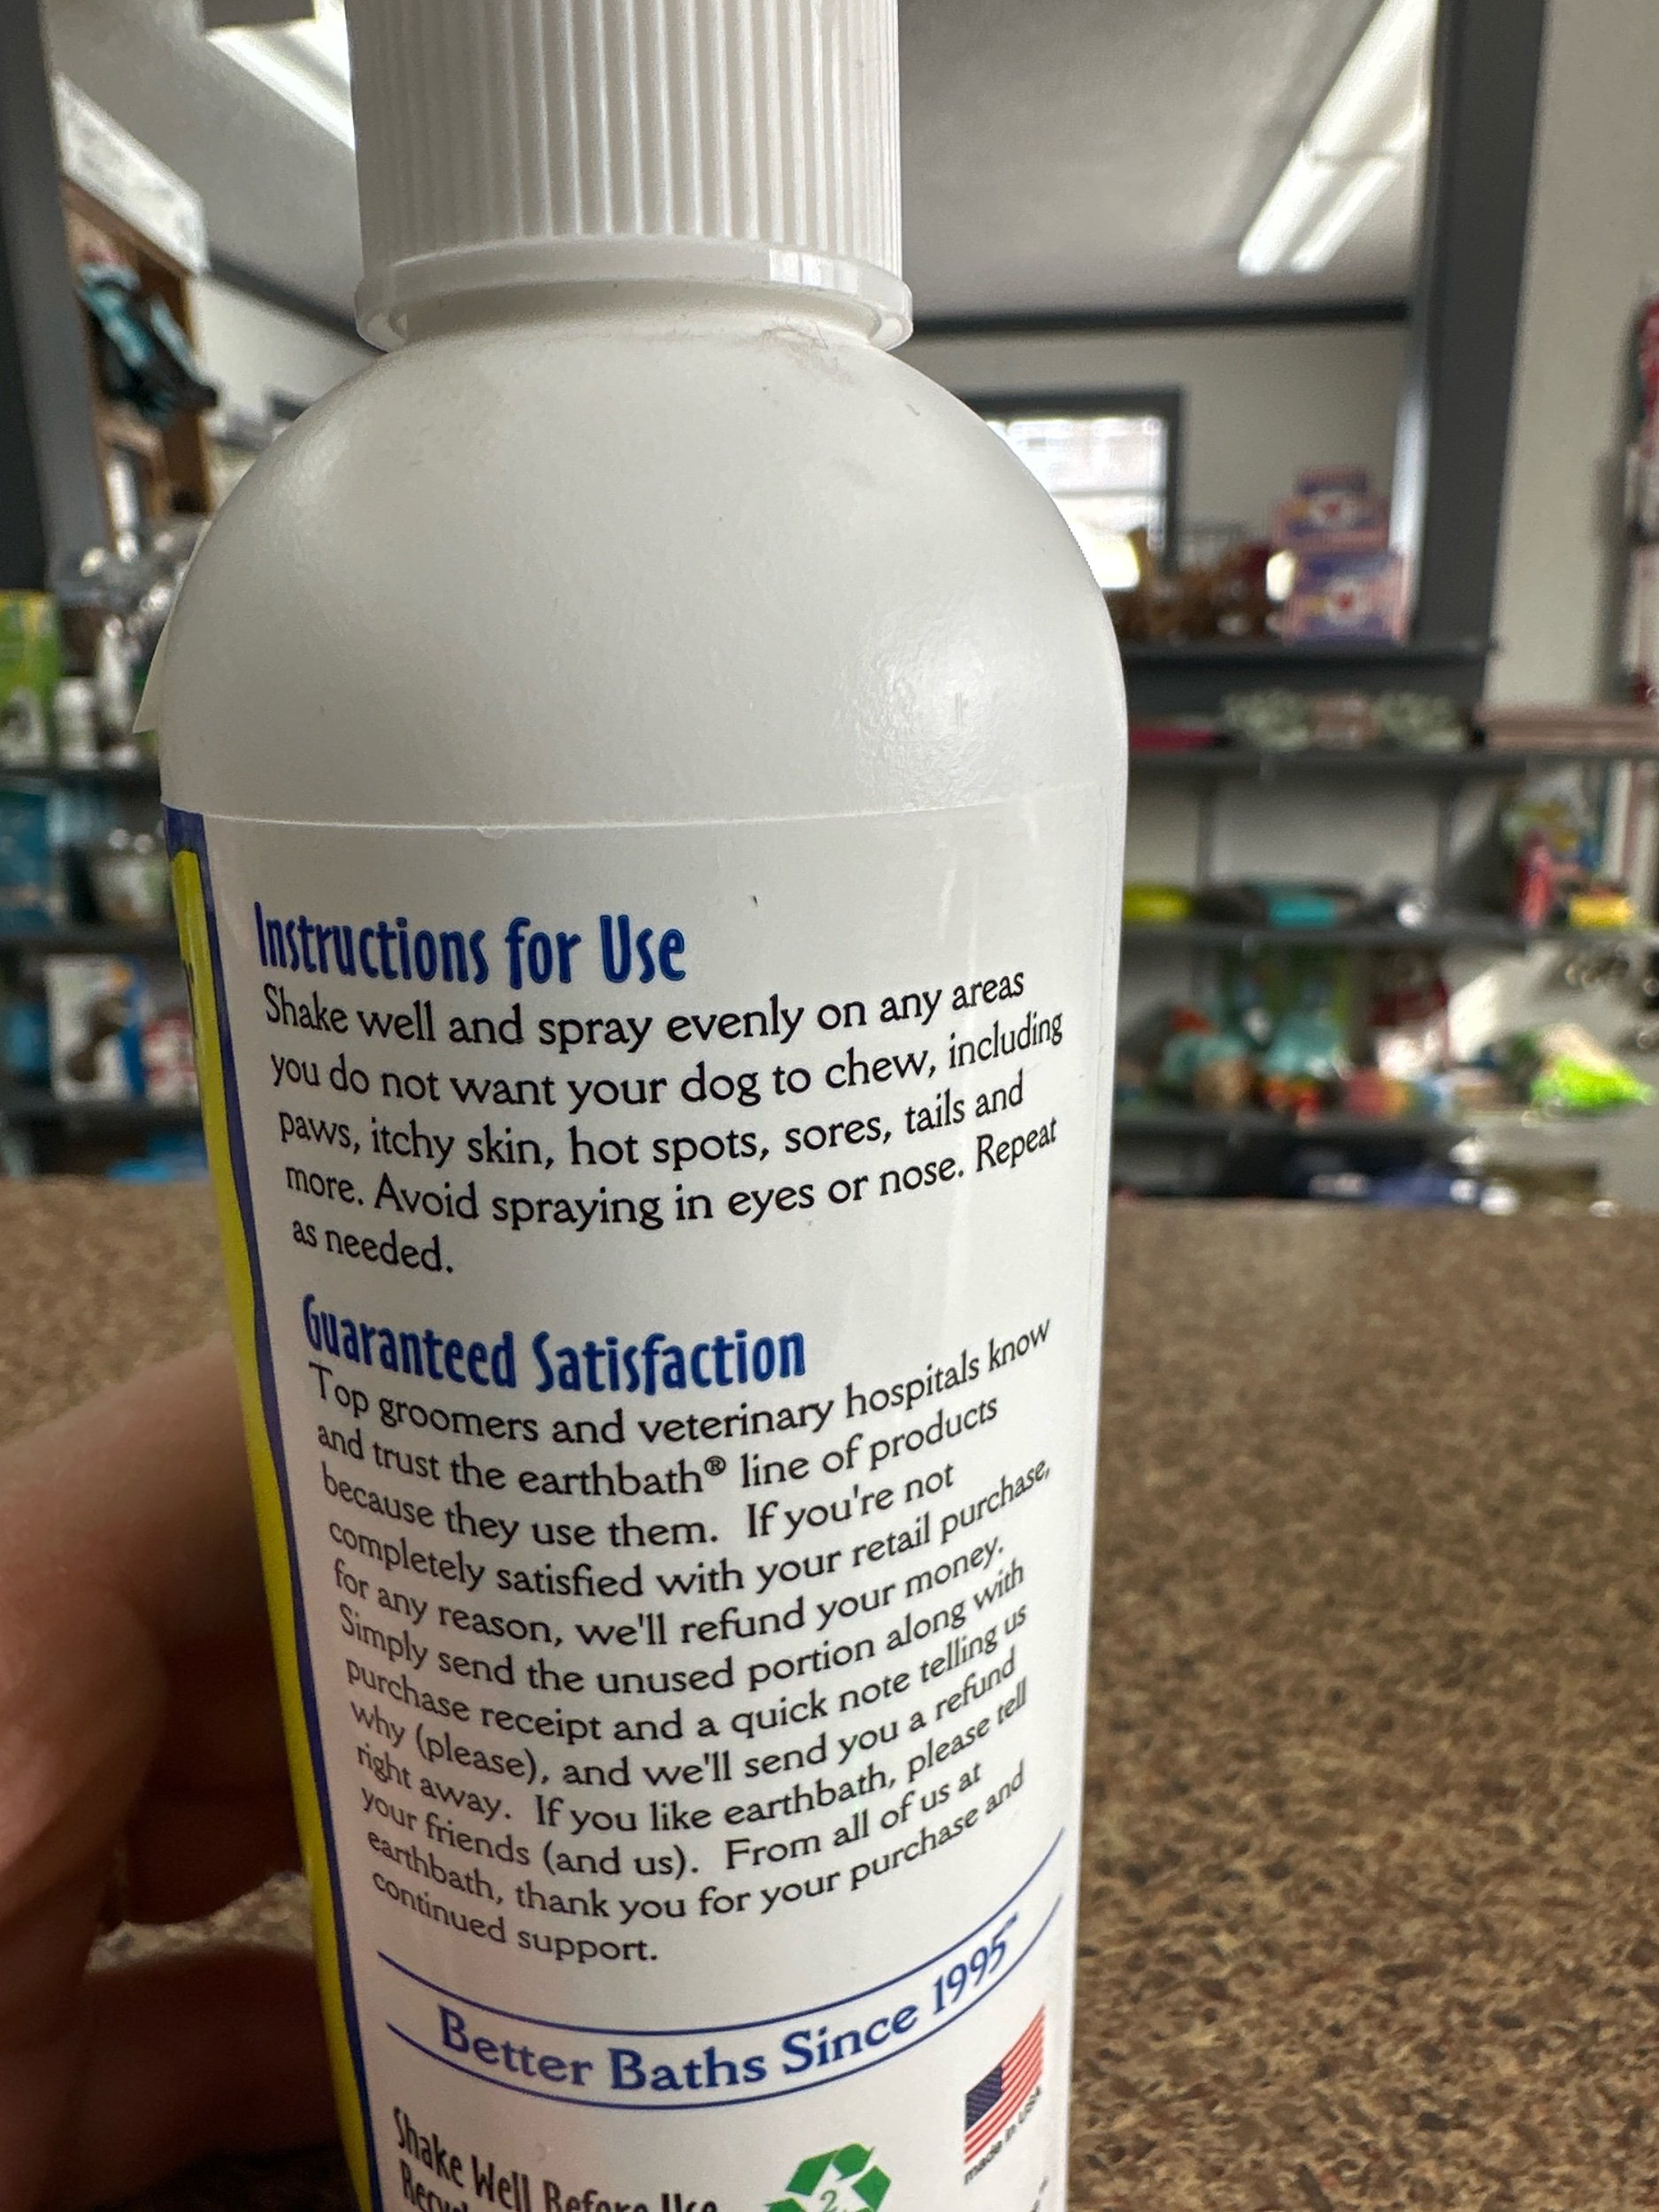 Instructions for Use
Shake well and spray evenly on any areas
you do not want your dog to chew, including
paws, itchy skin, hot spots, sores, tails and
more. Avoid spraying in eyes or nose. Repeat
as needed.
Guaranteed Satisfaction
Top groomers and veterinary hospitals know
and trust the earthbath® line of products
because they use them. If you're not
completely satisfied with your retail purchase,
for any reason, we'll refund your money.
Simply send the unused portion along with
purchase receipt and a quick note telling us
why (please), and we'll send you a refund
right away. If you like earthbath, please tell
your friends (and us). From all of us at
earthbath, thank you for your purchase and
continued support.
Better Baths Since 1995™
made in USA
Shake Well Before Use
2